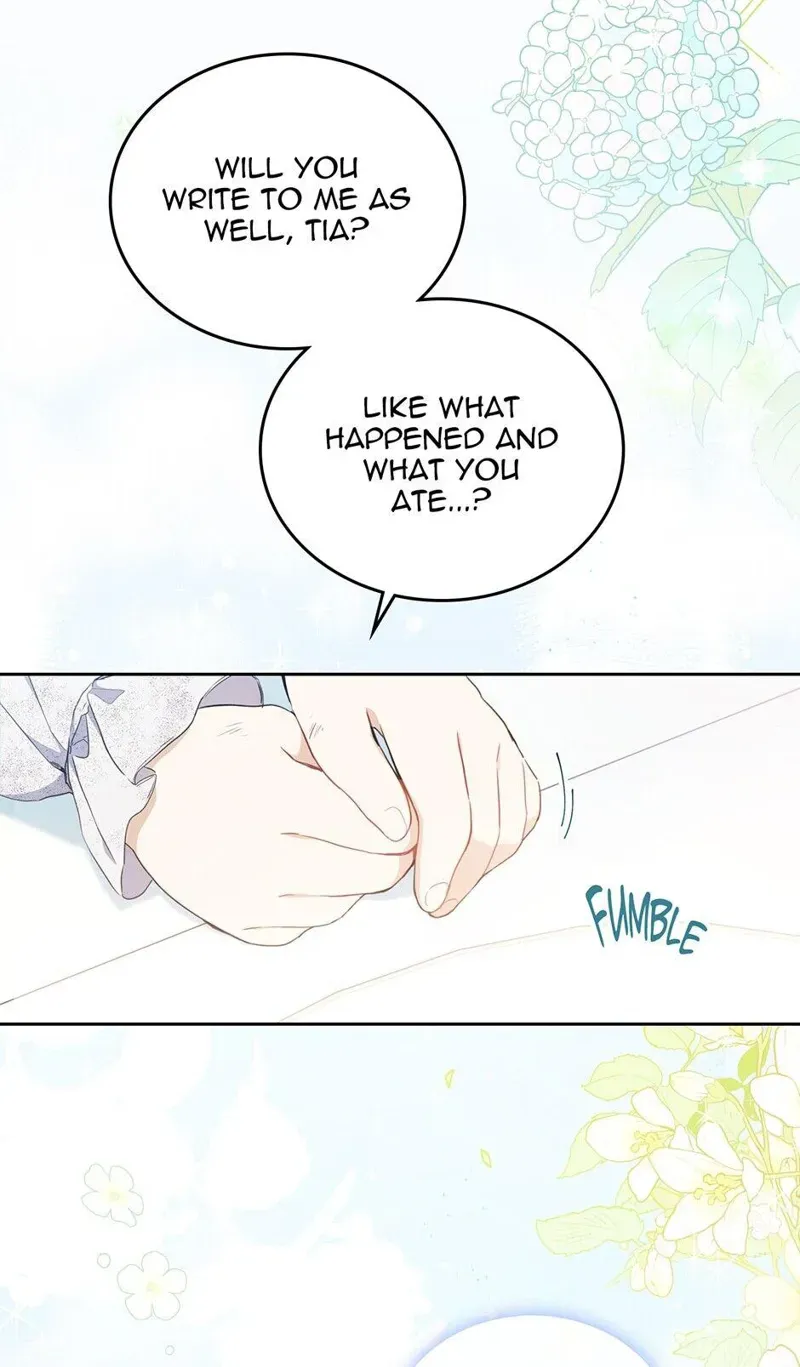 WILL YOU
WRITE TO ME AS
WELL, TIA?
LIKE WHAT
HAPPENED AND
WHAT YOU
ATE...?
FUMBLE